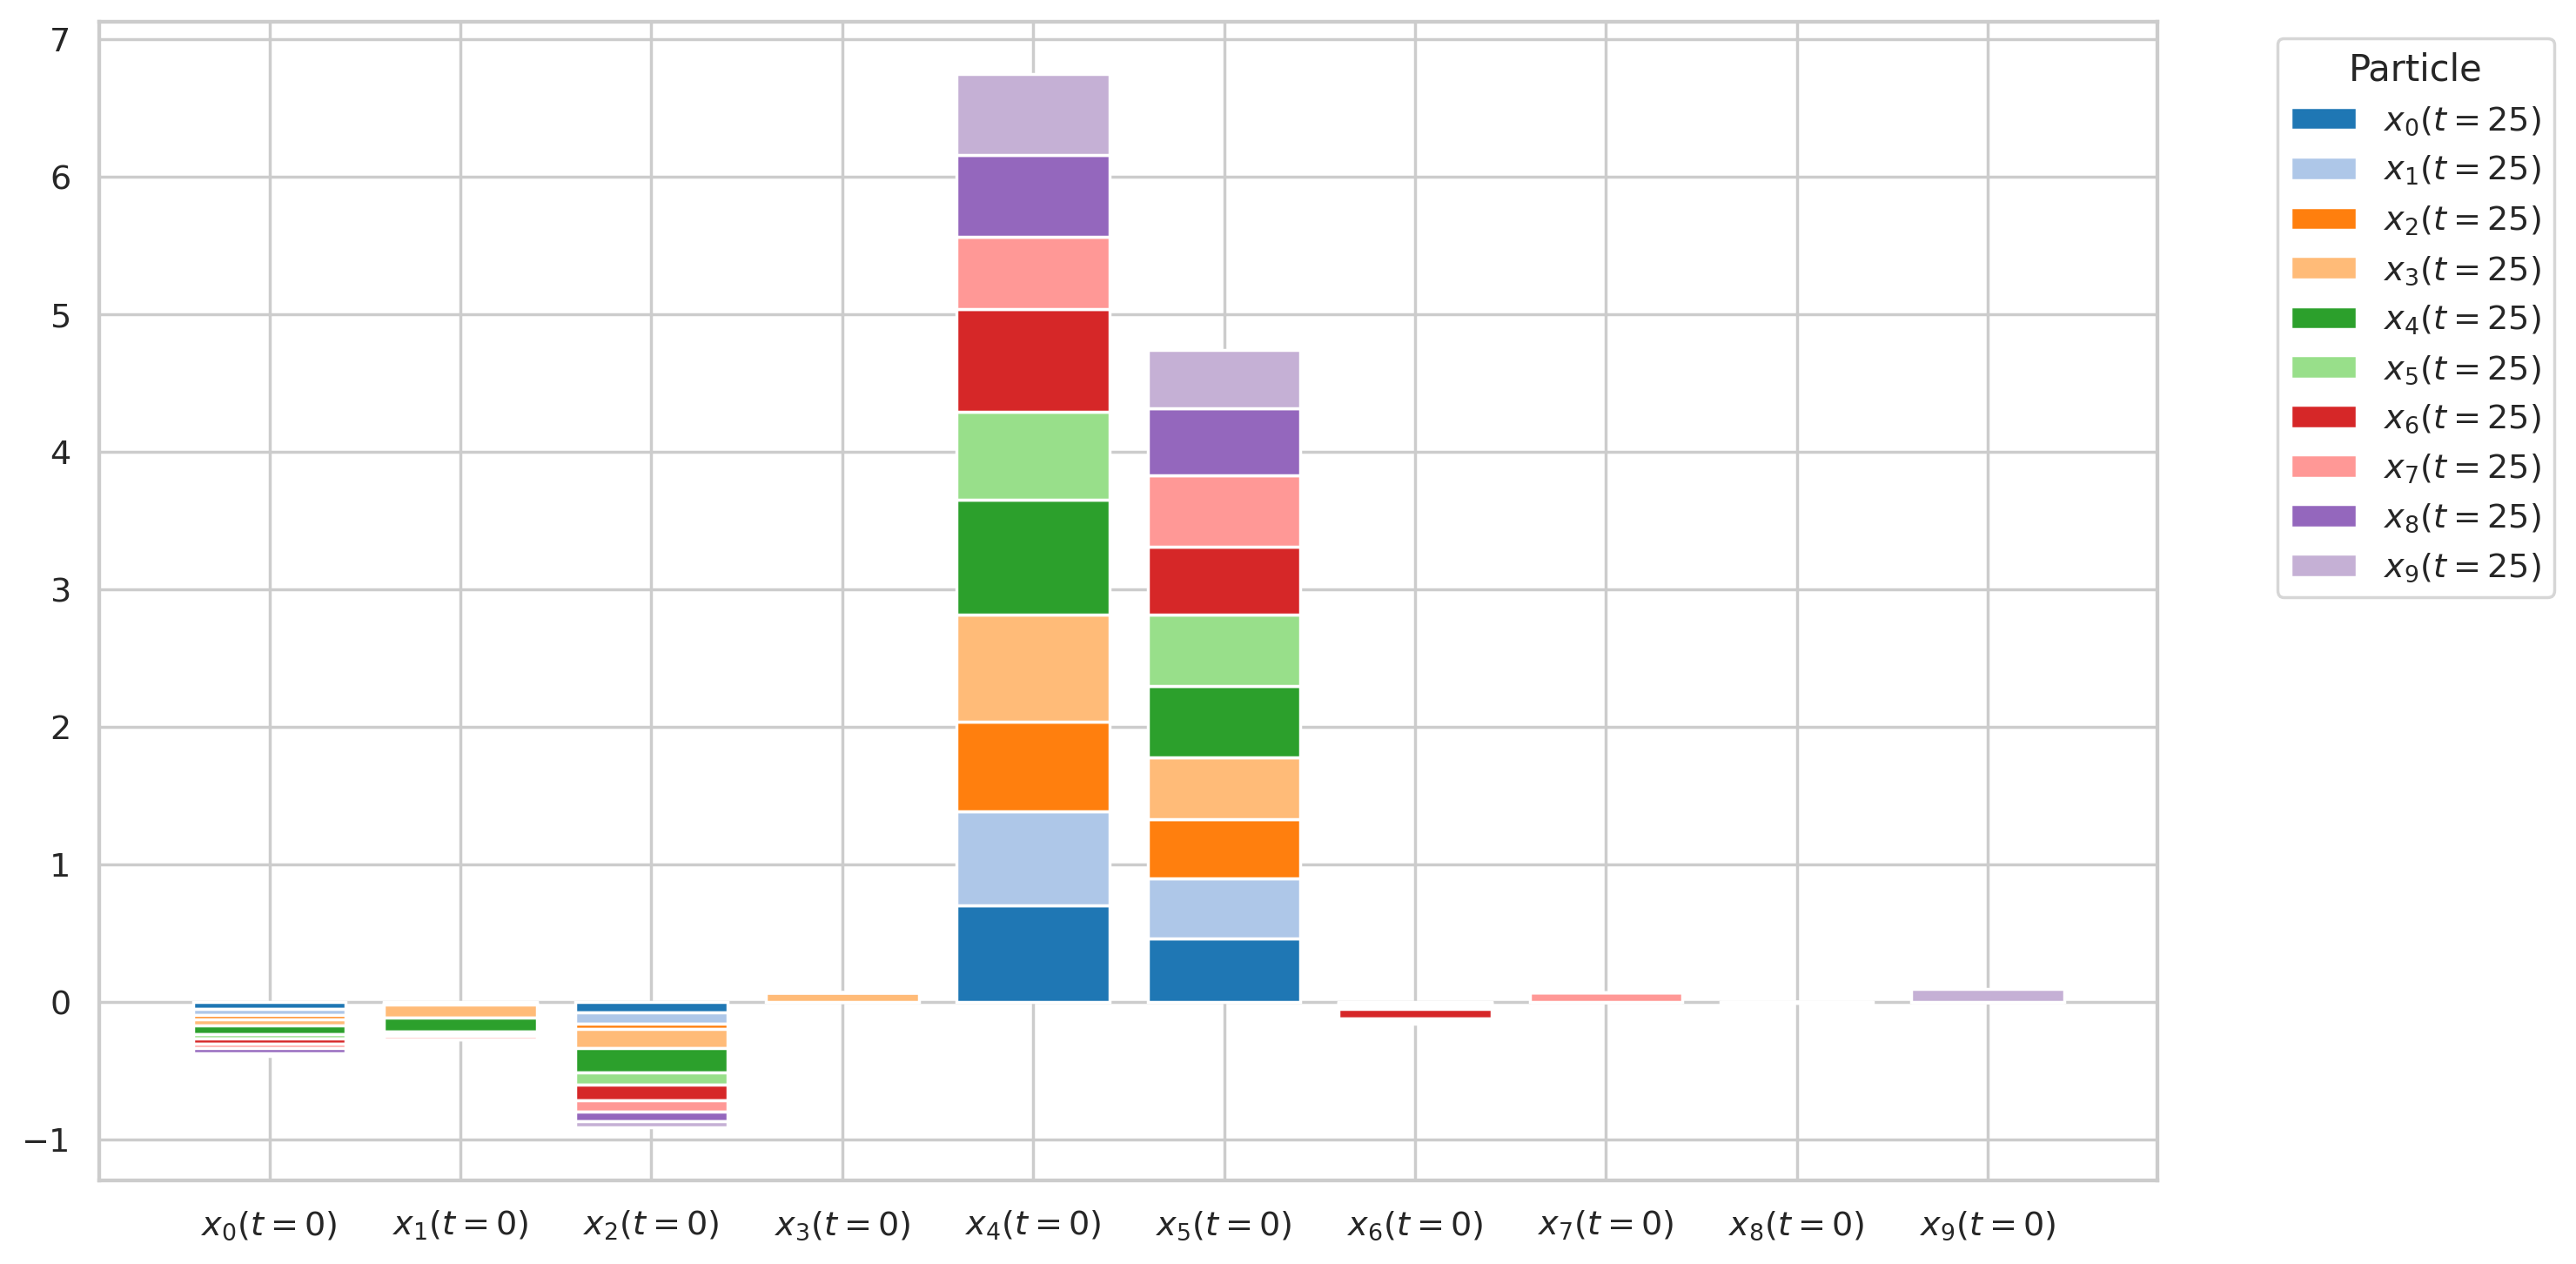 7
6
5
4
3
2
1
0
−1
x₀(t = 0) x₁(t = 0) x₂(t = 0) x₃(t = 0) x₄(t = 0) x₅(t = 0) x₆(t = 0) x₇(t = 0) x₈(t = 0) x₉(t = 0)
Particle
x₀(t = 25)
x₁(t = 25)
x₂(t = 25)
x₃(t = 25)
x₄(t = 25)
x₅(t = 25)
x₆(t = 25)
x₇(t = 25)
x₈(t = 25)
x₉(t = 25)